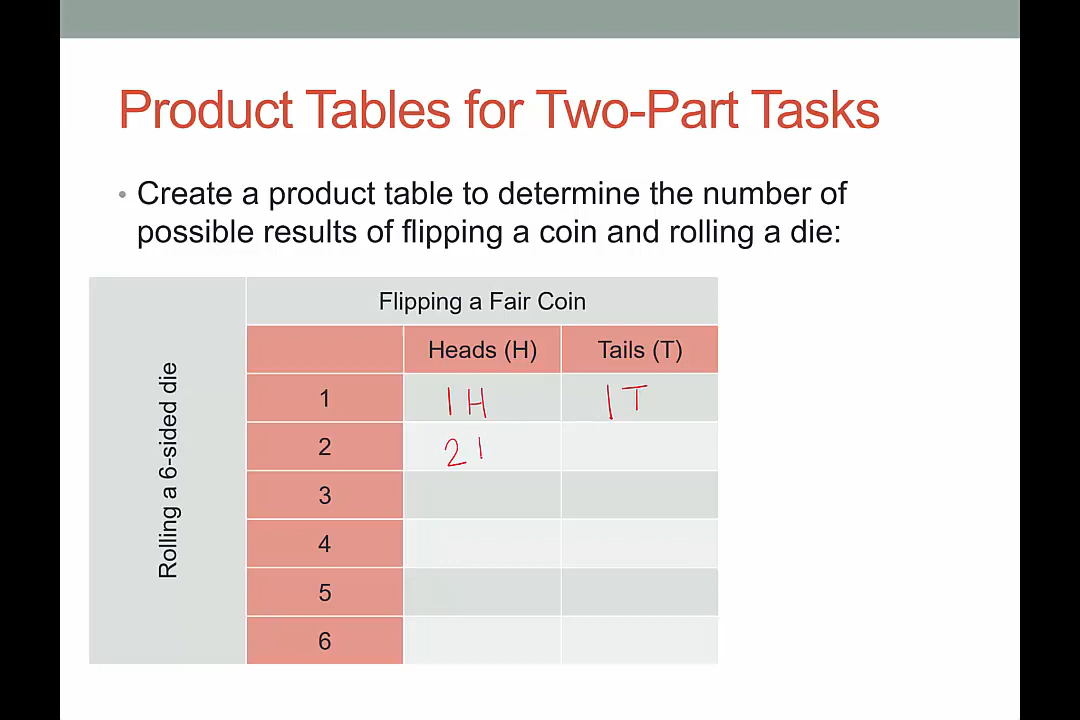 Product Tables for Two-Part Tasks
• Create a product table to determine the number of
possible results of flipping a coin and rolling a die:
Rolling a 6-sided die
Flipping a Fair Coin
Heads (H) Tails (T)
1 1H 1T
2 2
3
4
5
6